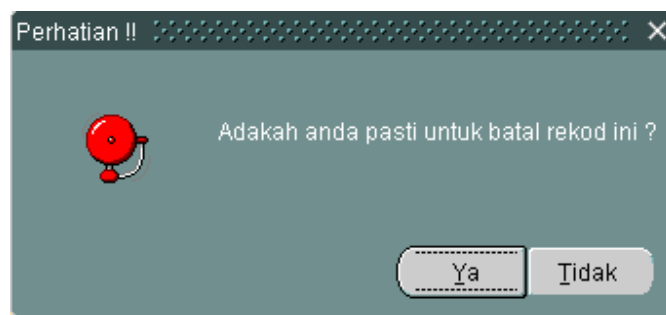 Perhatian !!
Adakah anda pasti untuk batal rekod ini ?
Ya
Tidak